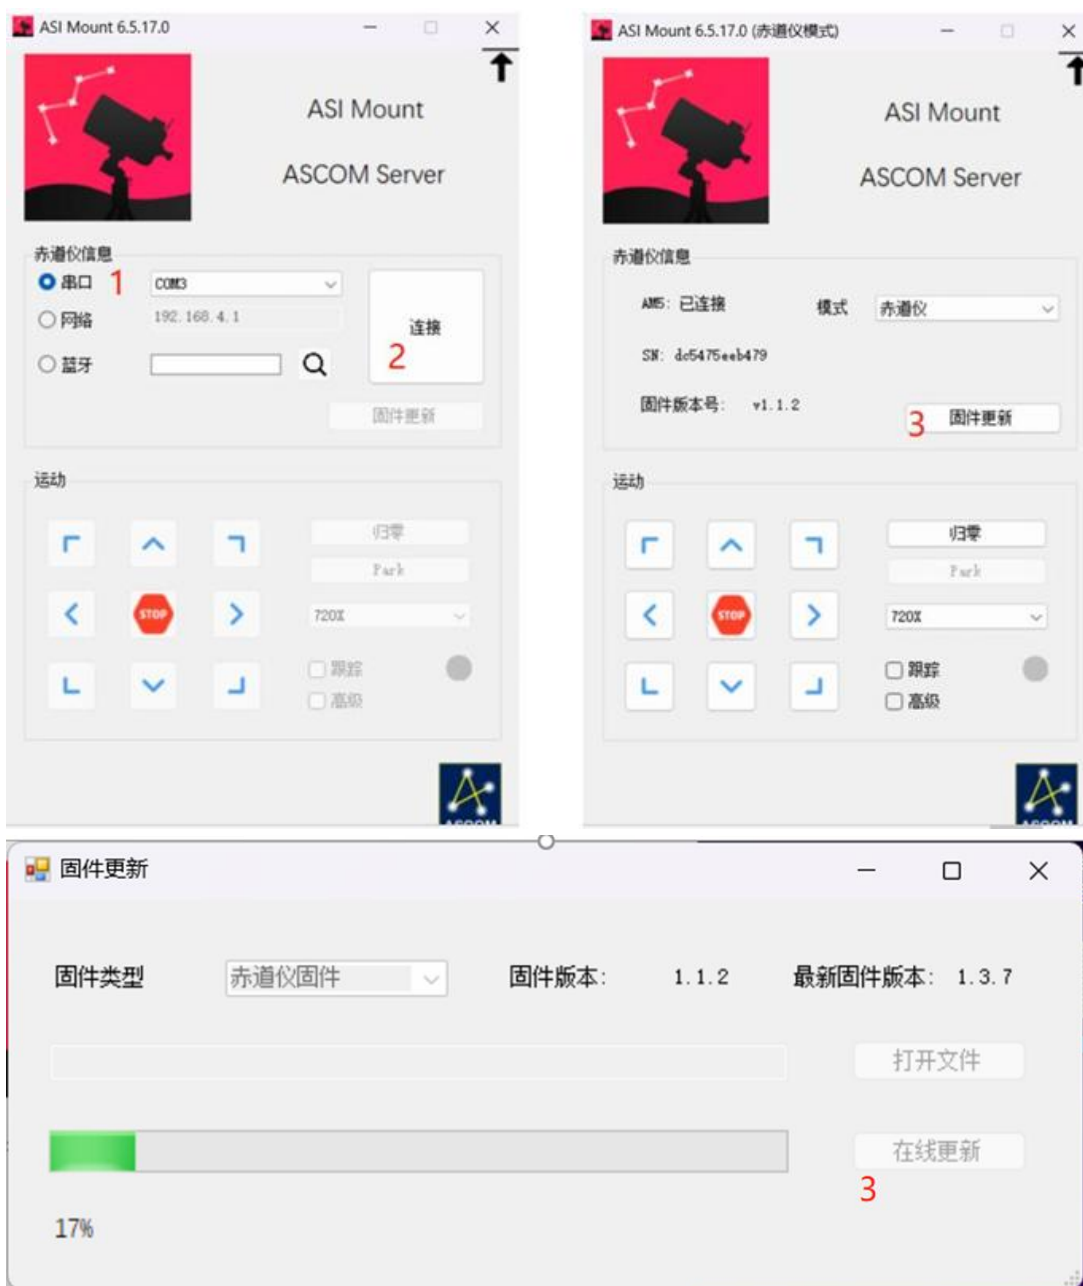 ASI Mount 6.5.17.0
ASI Mount
ASCOM Server
赤道仪信息
串口 1 COM3
网络 192.168.4.1
连接
2
蓝牙
固件更新
运动
归零
Park
STOP
720X
跟踪
高级
ASCOM
ASI Mount 6.5.17.0 (赤道仪模式)
ASI Mount
ASCOM Server
赤道仪信息
AM5: 已连接 模式 赤道仪
SN: dc5475eeb479
固件版本号: v1.1.2
3 固件更新
运动
归零
Park
STOP
720X
跟踪
高级
ASCOM
固件更新
固件类型 赤道仪固件 固件版本: 1.1.2 最新固件版本: 1.3.7
打开文件
在线更新
3
17%